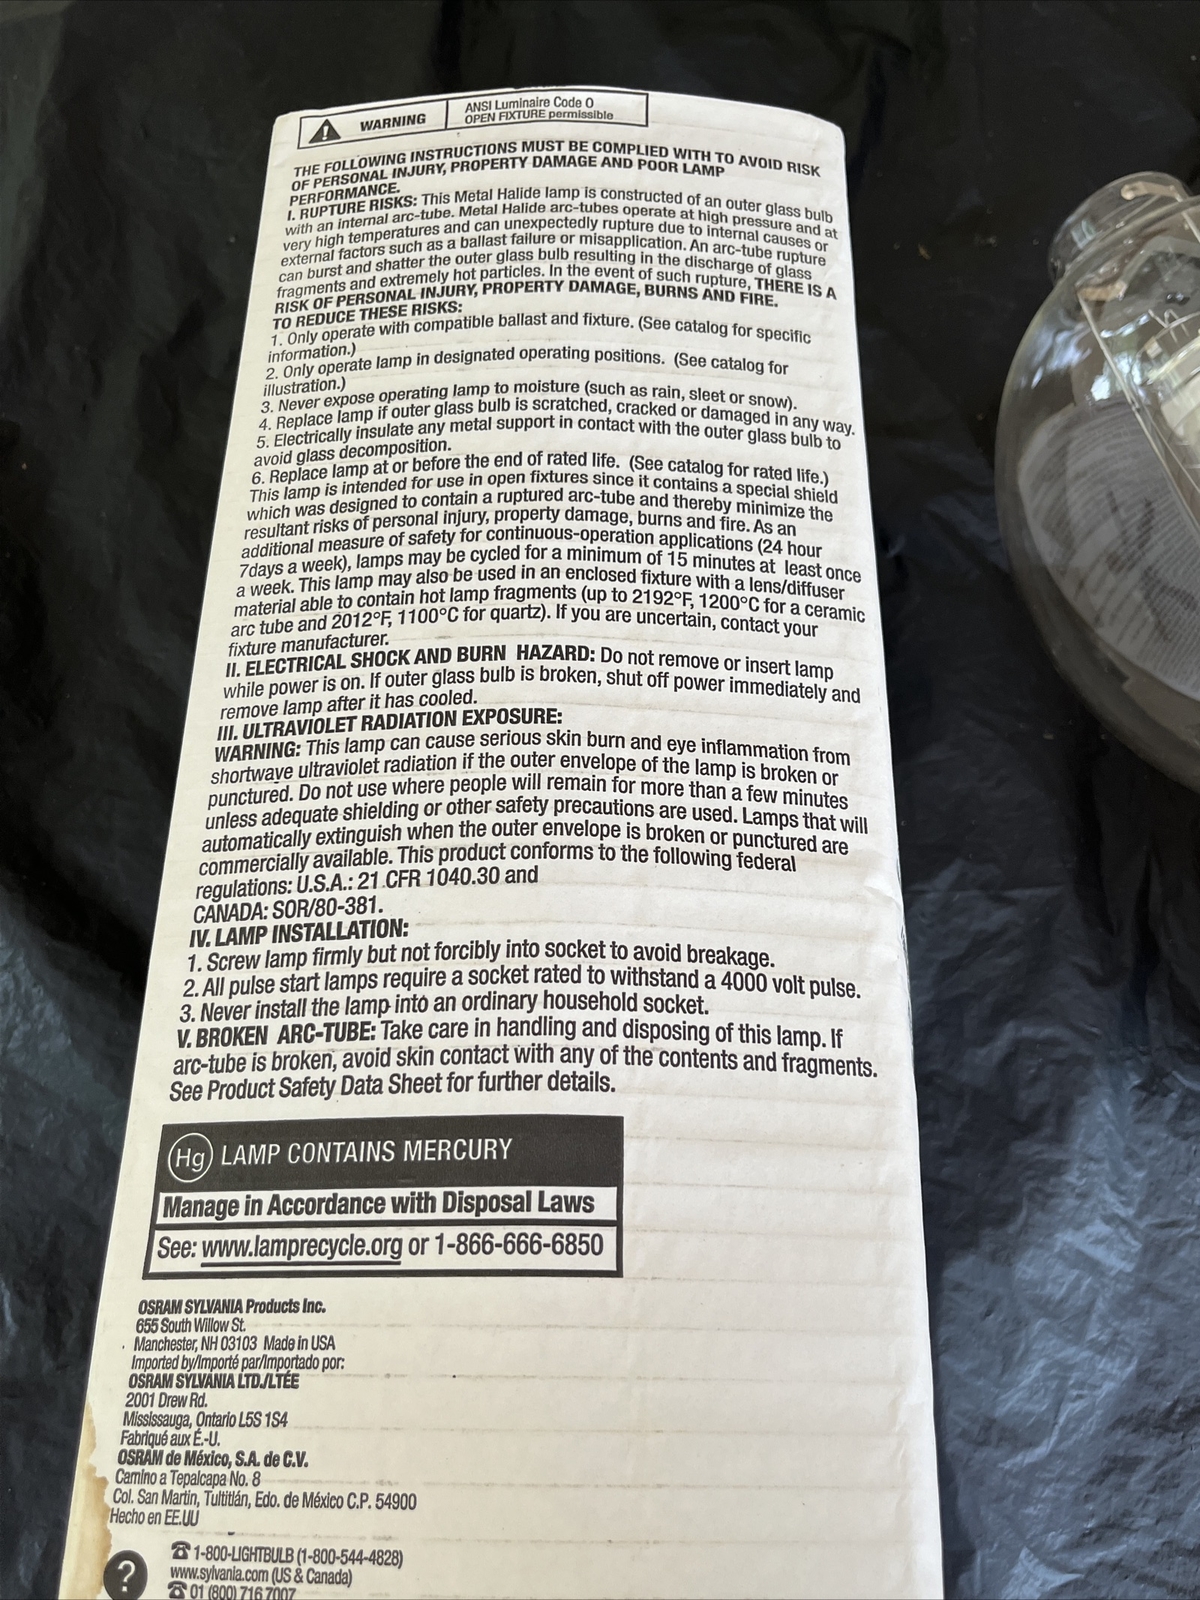 WARNING
ANSI Luminaire Code O
OPEN FIXTURE permissible
THE FOLLOWING INSTRUCTIONS MUST BE COMPLIED WITH TO AVOID RISK
OF PERSONAL INJURY, PROPERTY DAMAGE AND POOR LAMP
PERFORMANCE.
I. RUPTURE RISKS: This Metal Halide lamp is constructed of an outer glass bulb
with an internal arc-tube. Metal Halide arc-tubes operate at high pressure and at
very high temperatures and can unexpectedly rupture due to internal causes or
external factors such as a ballast failure or misapplication. An arc-tube rupture
can burst and shatter the outer glass bulb resulting in the discharge of glass
fragments and extremely hot particles. In the event of such rupture, THERE IS A
RISK OF PERSONAL INJURY, PROPERTY DAMAGE, BURNS AND FIRE.
TO REDUCE THESE RISKS:
1. Only operate with compatible ballast and fixture. (See catalog for specific
information.)
2. Only operate lamp in designated operating positions. (See catalog for
illustration.)
3. Never expose operating lamp to moisture (such as rain, sleet or snow).
4. Replace lamp if outer glass bulb is scratched, cracked or damaged in any way.
5. Electrically insulate any metal support in contact with the outer glass bulb to
avoid glass decomposition.
6. Replace lamp at or before the end of rated life. (See catalog for rated life.)
This lamp is intended for use in open fixtures since it contains a special shield
which was designed to contain a ruptured arc-tube and thereby minimize the
resultant risks of personal injury, property damage, burns and fire. As an
additional measure of safety for continuous-operation applications (24 hour
7days a week), lamps may be cycled for a minimum of 15 minutes at least once
a week. This lamp may also be used in an enclosed fixture with a lens/diffuser
material able to contain hot lamp fragments (up to 2192°F, 1200°C for a ceramic
arc tube and 2012°F, 1100°C for quartz). If you are uncertain, contact your
fixture manufacturer.
II. ELECTRICAL SHOCK AND BURN HAZARD: Do not remove or insert lamp
while power is on. If outer glass bulb is broken, shut off power immediately and
remove lamp after it has cooled.
III. ULTRAVIOLET RADIATION EXPOSURE:
WARNING: This lamp can cause serious skin burn and eye inflammation from
shortwave ultraviolet radiation if the outer envelope of the lamp is broken or
punctured. Do not use where people will remain for more than a few minutes
unless adequate shielding or other safety precautions are used. Lamps that will
automatically extinguish when the outer envelope is broken or punctured are
commercially available. This product conforms to the following federal
regulations: U.S.A.: 21 CFR 1040.30 and
CANADA: SOR/80-381.
IV. LAMP INSTALLATION:
1. Screw lamp firmly but not forcibly into socket to avoid breakage.
2. All pulse start lamps require a socket rated to withstand a 4000 volt pulse.
3. Never install the lamp into an ordinary household socket.
V. BROKEN ARC-TUBE: Take care in handling and disposing of this lamp. If
arc-tube is broken, avoid skin contact with any of the contents and fragments.
See Product Safety Data Sheet for further details.
Hg LAMP CONTAINS MERCURY
Manage in Accordance with Disposal Laws
See: www.lamprecycle.org or 1-866-666-6850
OSRAM SYLVANIA Products Inc.
655 South Willow St.
Manchester, NH 03103 Made in USA
Imported by/Importé par/Importado por:
OSRAM SYLVANIA LTD./LTÉE
2001 Drew Rd.
Mississauga, Ontario L5S 1S4
Fabriqué aux É.-U.
OSRAM de México, S.A. de C.V.
Camino a Tepalcapa No. 8
Col. San Martin, Tultitlán, Edo. de México C.P. 54900
Hecho en EE.UU
? ☎ 1-800-LIGHTBULB (1-800-544-4828)
www.sylvania.com (US & Canada)
☎ 01 (800) 716 7007